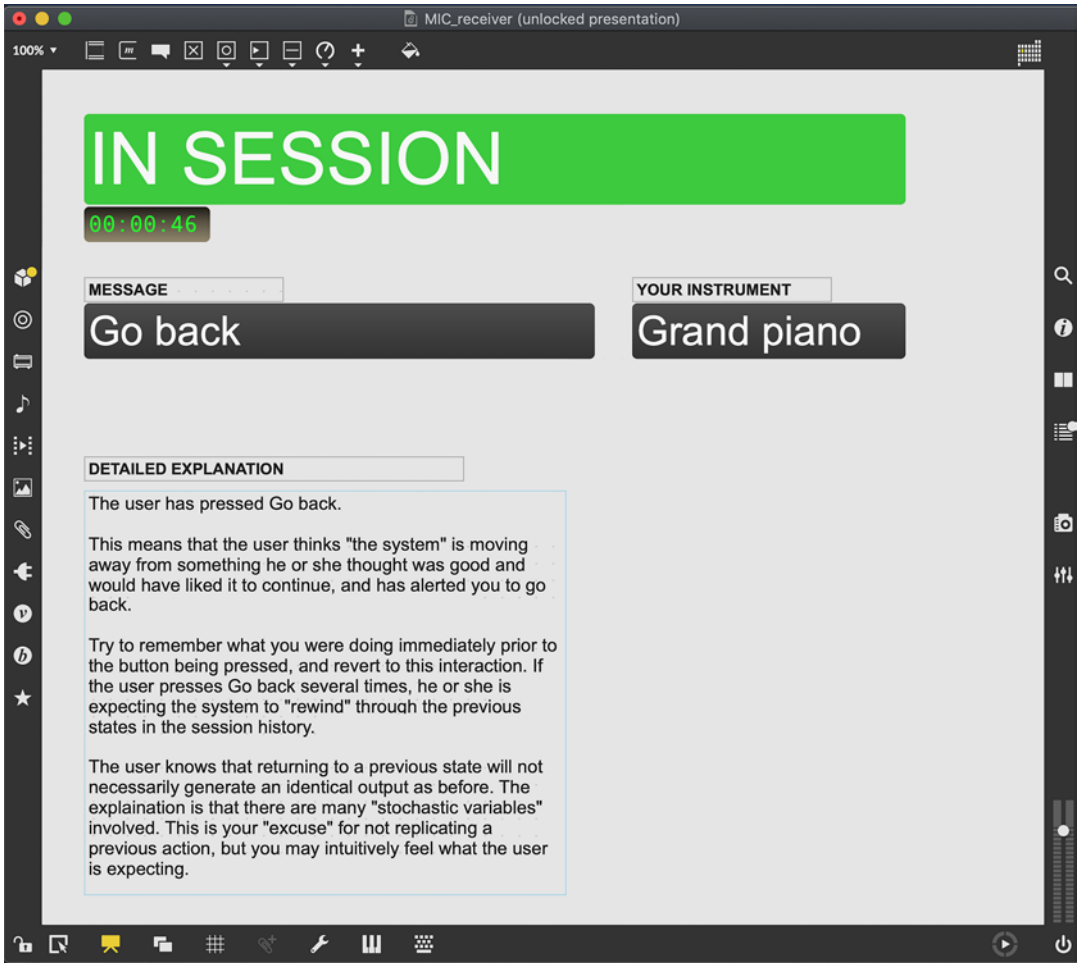 MIC_receiver (unlocked presentation)
100%
IN SESSION
00:00:46
MESSAGE
YOUR INSTRUMENT
Go back
Grand piano
DETAILED EXPLANATION
The user has pressed Go back.
This means that the user thinks "the system" is moving
away from something he or she thought was good and
would have liked it to continue, and has alerted you to go
back.
Try to remember what you were doing immediately prior to
the button being pressed, and revert to this interaction. If
the user presses Go back several times, he or she is
expecting the system to "rewind" through the previous
states in the session history.
The user knows that returning to a previous state will not
necessarily generate an identical output as before. The
explaination is that there are many "stochastic variables"
involved. This is your "excuse" for not replicating a
previous action, but you may intuitively feel what the user
is expecting.